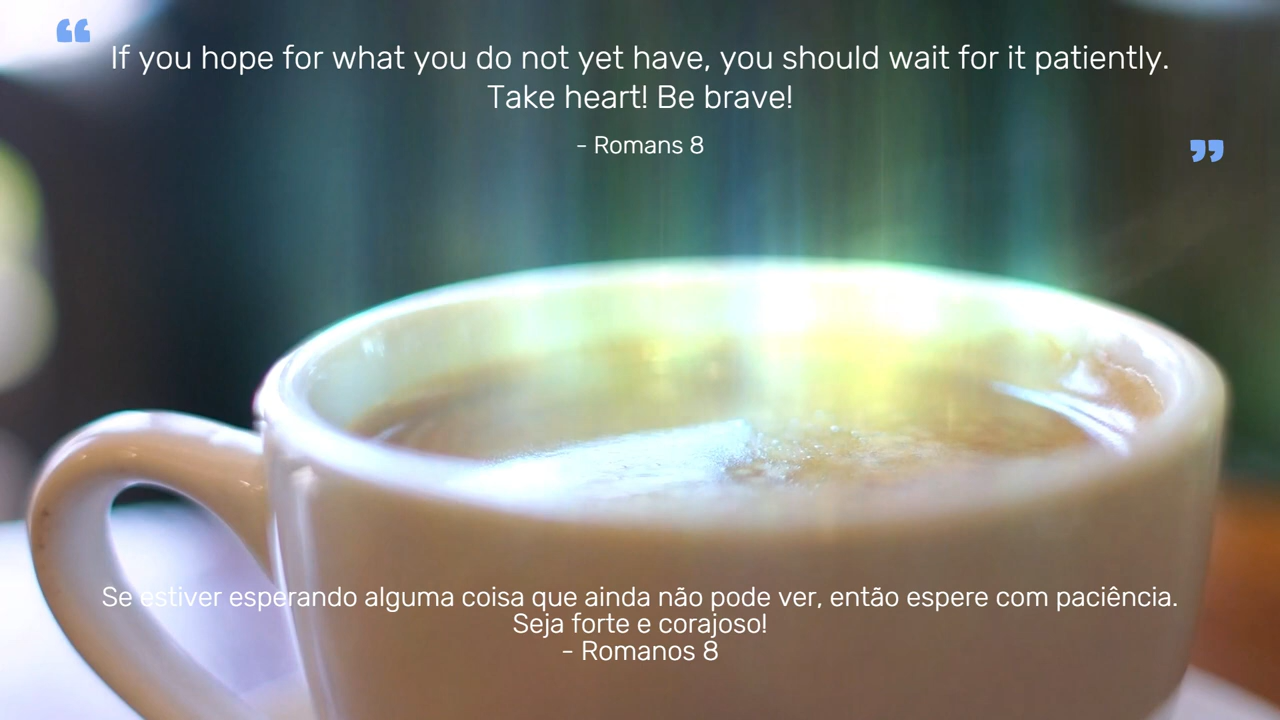 “
If you hope for what you do not yet have, you should wait for it patiently.
Take heart! Be brave!
- Romans 8
”
Se estiver esperando alguma coisa que ainda não pode ver, então espere com paciência.
Seja forte e corajoso!
- Romanos 8